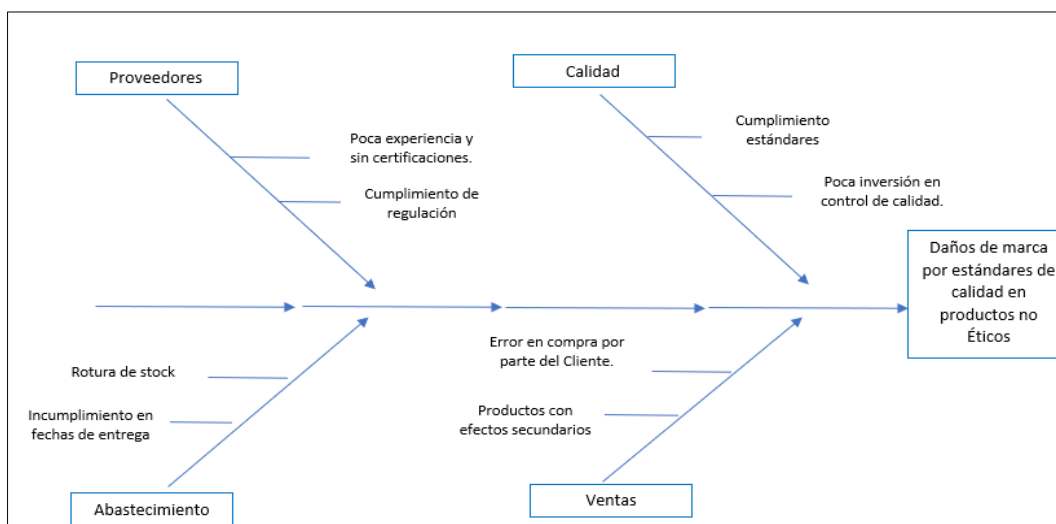 Proveedores
Calidad
Poca experiencia y
sin certificaciones.
Cumplimiento de
regulación
Cumplimiento
estándares
Poca inversión en
control de calidad.
Daños de marca
por estándares de
calidad en
productos no
Éticos
Rotura de stock
Incumplimiento en
fechas de entrega
Error en compra por
parte del Cliente.
Productos con
efectos secundarios
Abastecimiento
Ventas